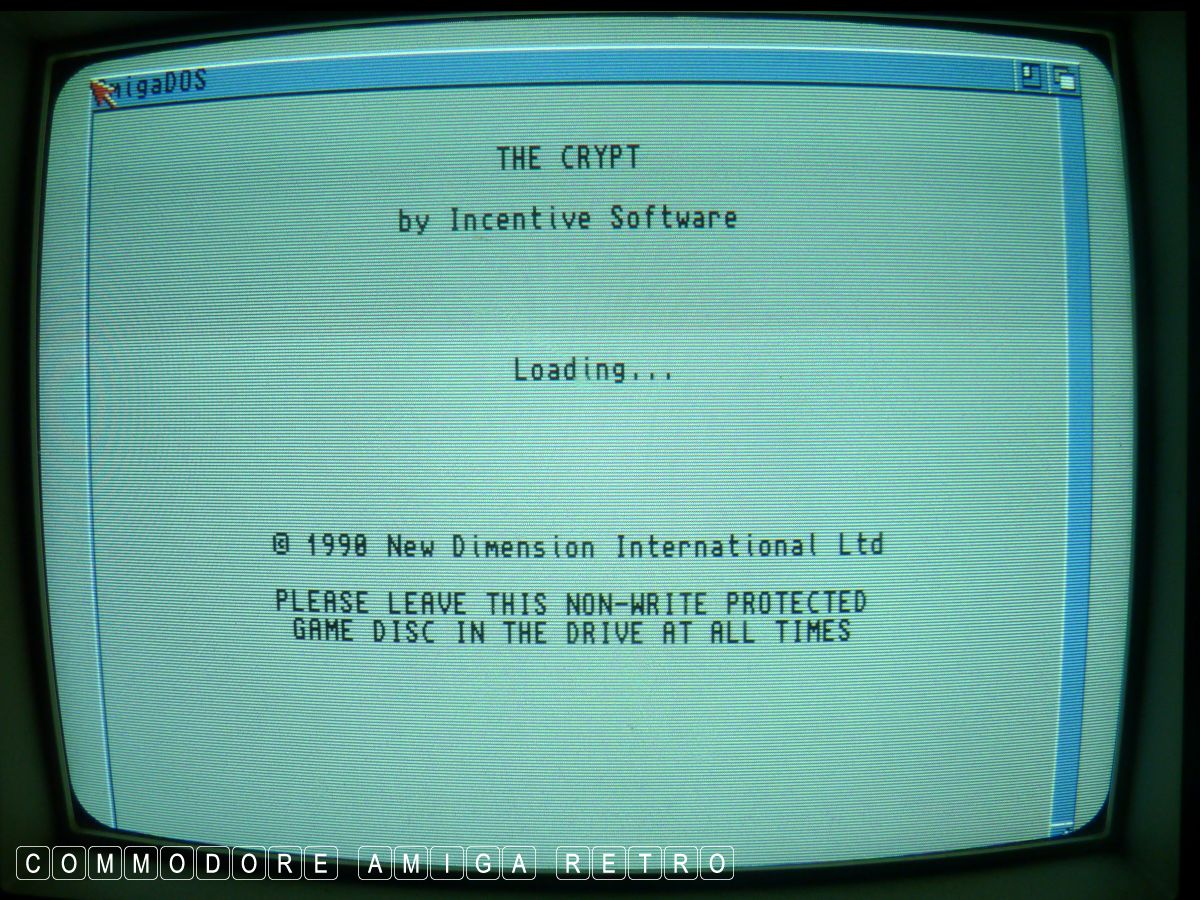 AmigaDOS
THE CRYPT
by Incentive Software
Loading...
© 1990 New Dimension International Ltd
PLEASE LEAVE THIS NON-WRITE PROTECTED
GAME DISC IN THE DRIVE AT ALL TIMES
COMMODORE AMIGA RETRO